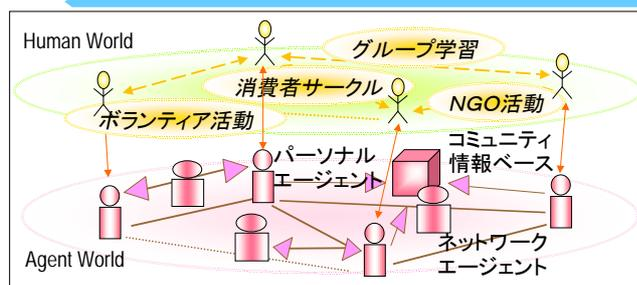 Human World
グループ学習
消費者サークル
NGO活動
ボランティア活動
パーソナル
エージェント
コミュニティ
情報ベース
ネットワーク
エージェント
Agent World